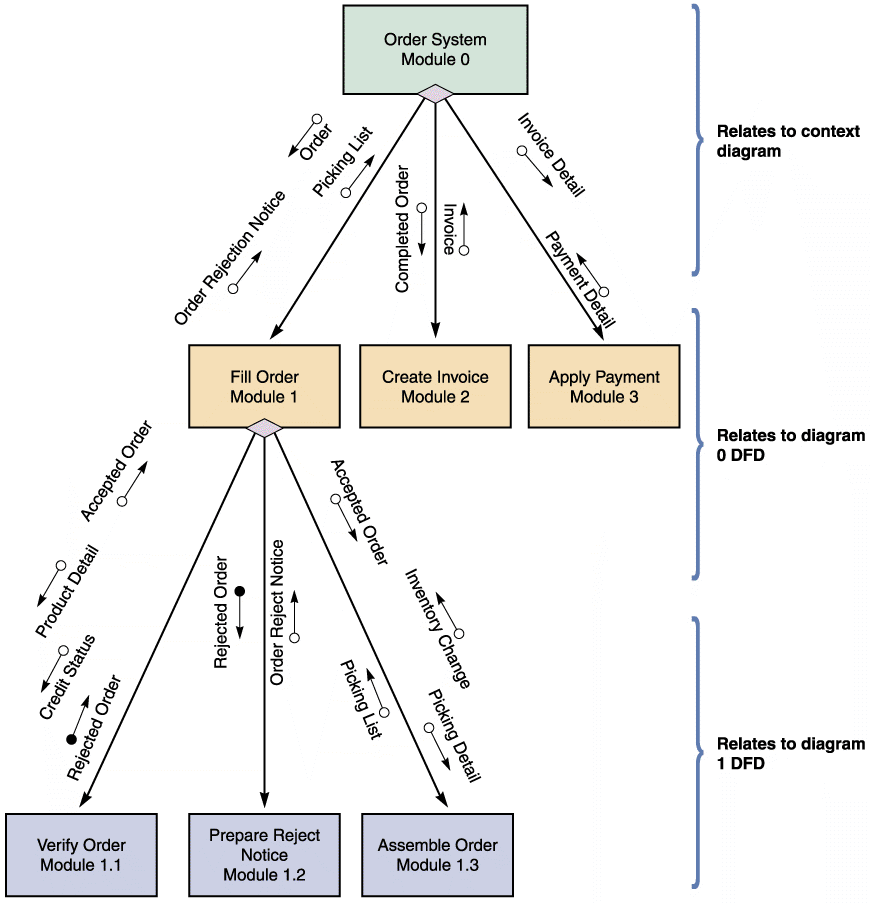 Order System
Module 0
Relates to context
diagram
Order
Picking List
Order Rejection Notice
Completed Order
Invoice
Invoice Detail
Payment Detail
Fill Order
Module 1
Create Invoice
Module 2
Apply Payment
Module 3
Relates to diagram
0 DFD
Accepted Order
Product Detail
Credit Status
Rejected Order
Rejected Order
Order Reject Notice
Accepted Order
Inventory Change
Picking List
Picking Detail
Relates to diagram
1 DFD
Verify Order
Module 1.1
Prepare Reject
Notice
Module 1.2
Assemble Order
Module 1.3